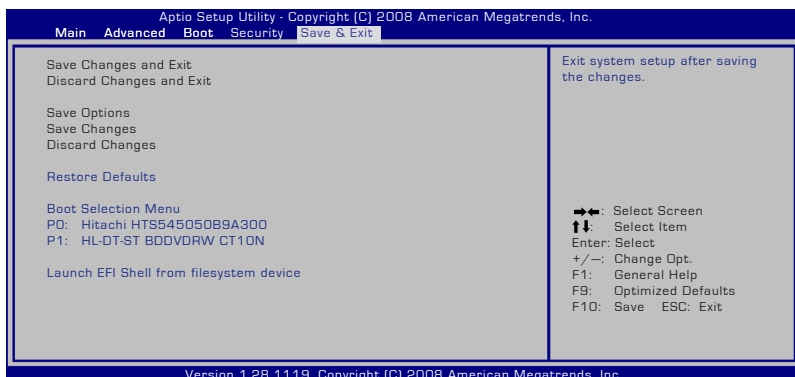 Aptio Setup Utility - Copyright (C) 2008 American Megatrends, Inc.
Main Advanced Boot Security Save & Exit
Save Changes and Exit
Discard Changes and Exit
Save Options
Save Changes
Discard Changes
Restore Defaults
Boot Selection Menu
P0: Hitachi HTS545050B9A300
P1: HL-DT-ST BDDVDRW CT10N
Launch EFI Shell from filesystem device
Exit system setup after saving
the changes.
→←: Select Screen
↑↓: Select Item
Enter: Select
+/—: Change Opt.
F1: General Help
F9: Optimized Defaults
F10: Save ESC: Exit
Version 1.28.1119. Copyright (C) 2008 American Megatrends, Inc.